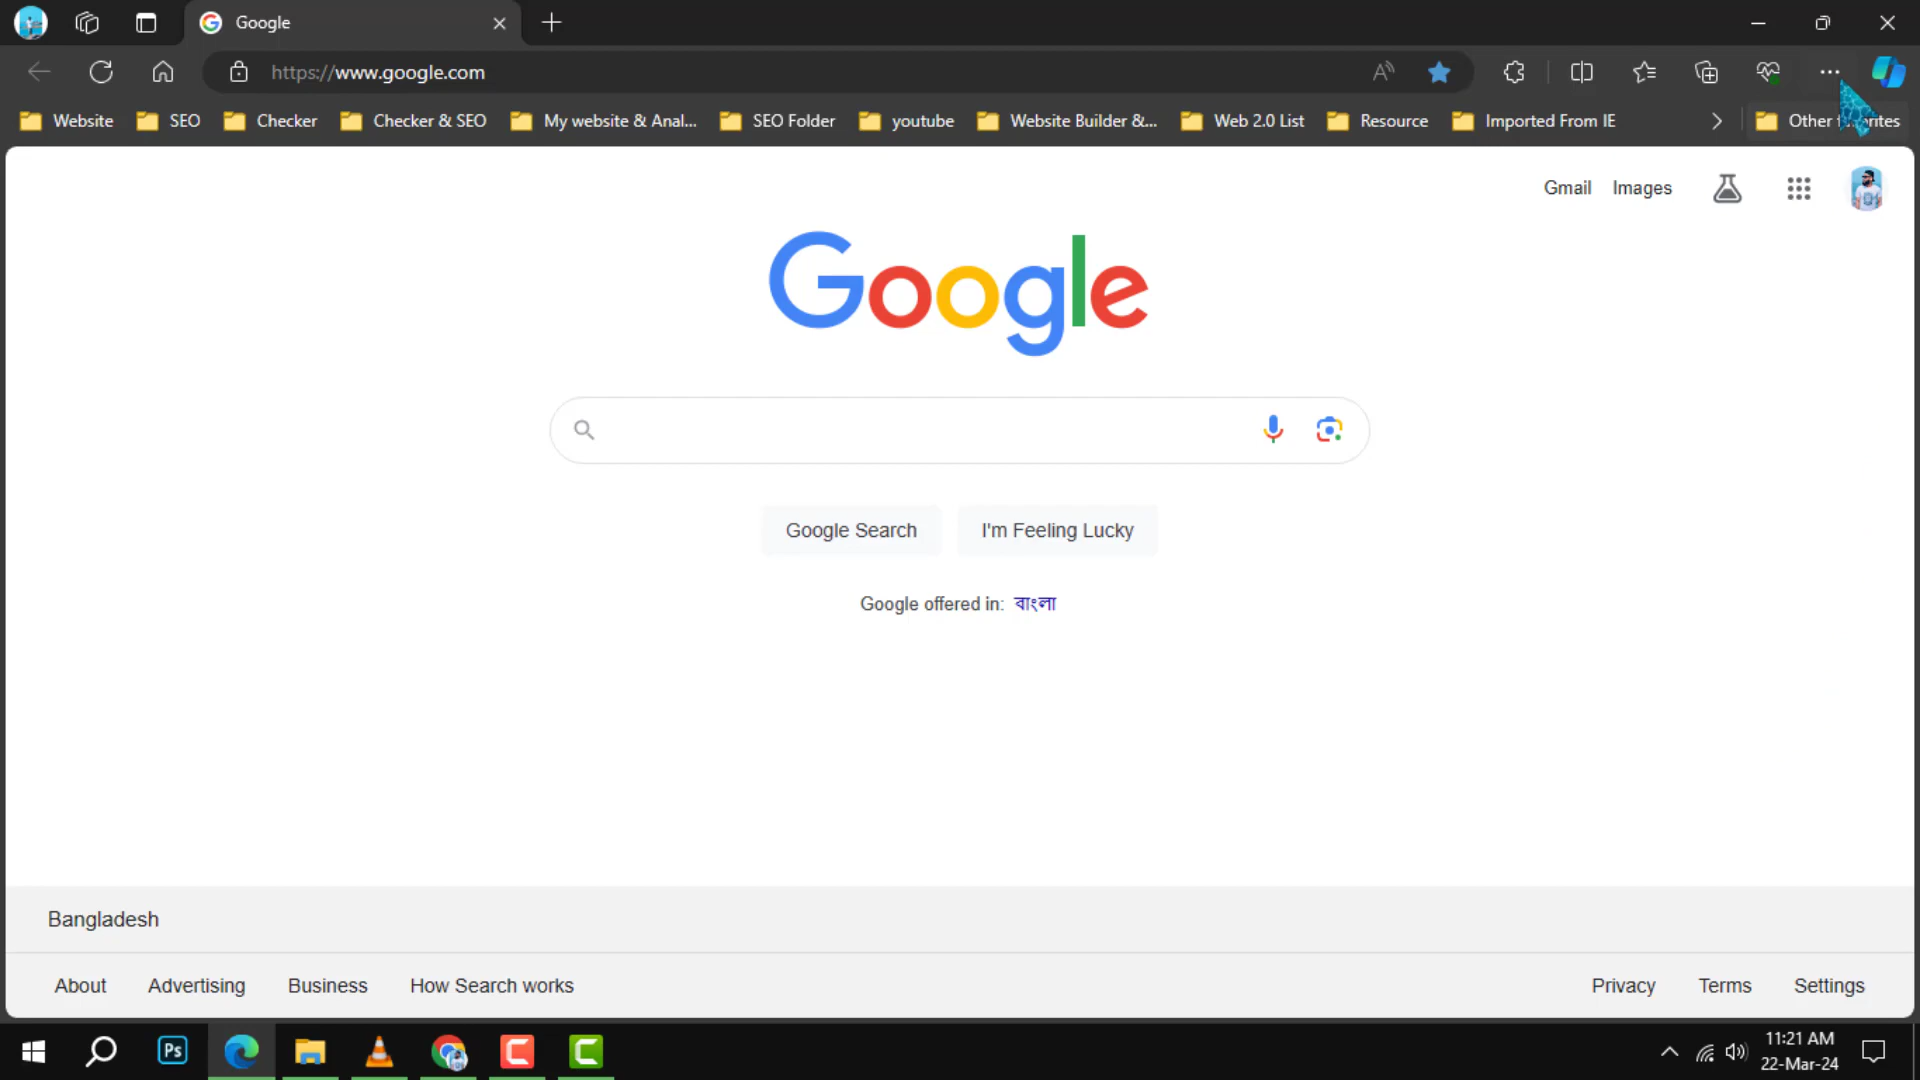 Google
https://www.google.com
Website SEO Checker Checker & SEO My website & Anal... SEO Folder youtube Website Builder &... Web 2.0 List Resource Imported From IE Other
Gmail Images
Google
Google Search I'm Feeling Lucky
Google offered in: বাংলা
Bangladesh
About Advertising Business How Search works Privacy Terms Settings
Ps
11:21 AM
22-Mar-24